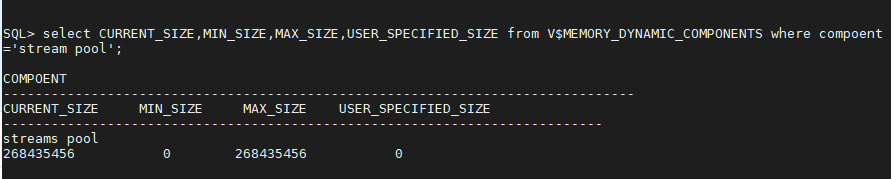 SQL> select CURRENT_SIZE,MIN_SIZE,MAX_SIZE,USER_SPECIFIED_SIZE from V$MEMORY_DYNAMIC_COMPONENTS where compoent
='stream pool';
COMPOENT
--------------------------------------------------------------------------------
CURRENT_SIZE MIN_SIZE MAX_SIZE USER_SPECIFIED_SIZE
----------------------------------------------------------------------------
streams pool
268435456 0 268435456 0